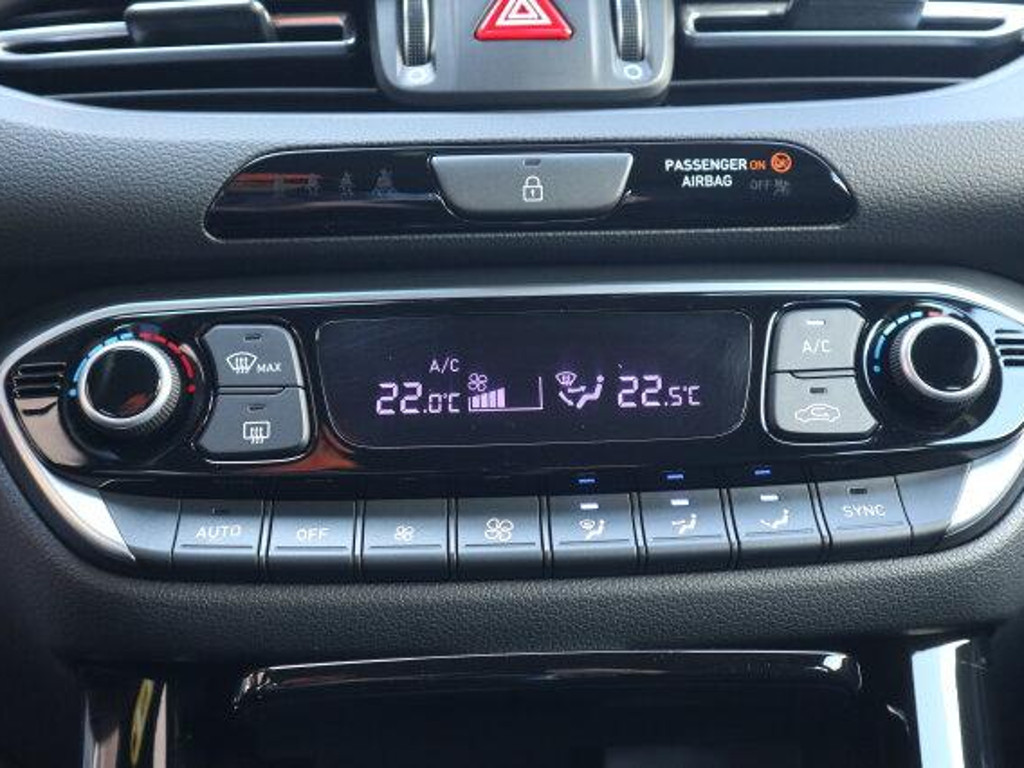 PASSENGER ON
AIRBAG OFF
A/C
22.0°C 22.5°C
MAX
A/C
AUTO OFF SYNC